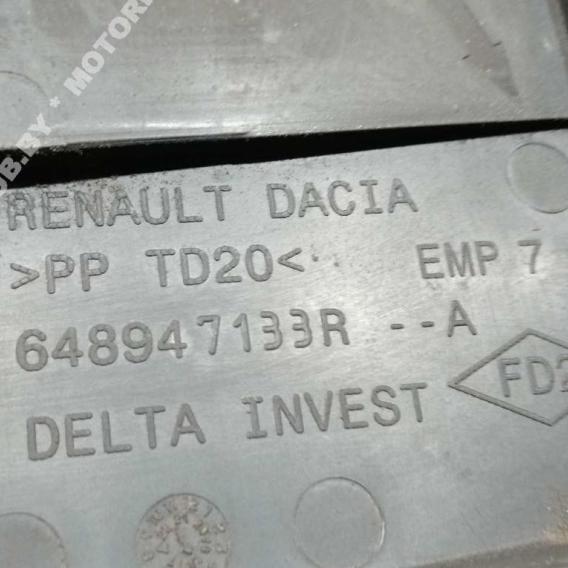 RENAULT DACIA
>PP TD20< EMP 7
648947133R --A
DELTA INVEST